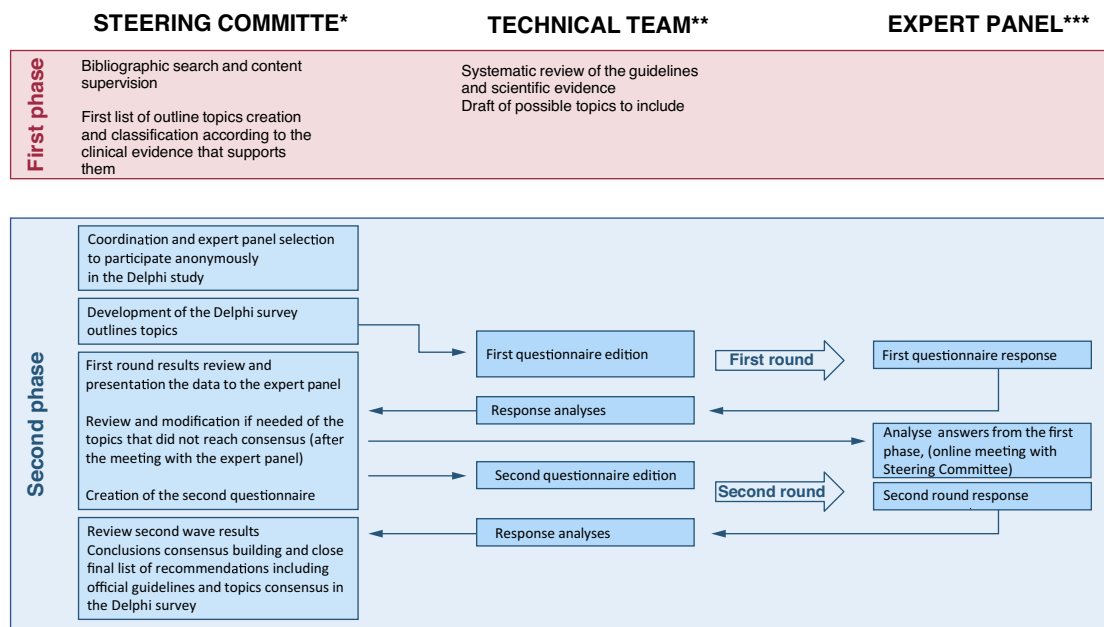 STEERING COMMITTE*
TECHNICAL TEAM**
EXPERT PANEL***
First phase
Bibliographic search and content
supervision
First list of outline topics creation
and classification according to the
clinical evidence that supports
them
Systematic review of the guidelines
and scientific evidence
Draft of possible topics to include
Second phase
Coordination and expert panel selection
to participate anonymously
in the Delphi study
Development of the Delphi survey
outlines topics
First questionnaire edition
First round
First questionnaire response
First round results review and
presentation the data to the expert panel
Review and modification if needed of the
topics that did not reach consensus (after
the meeting with the expert panel)
Creation of the second questionnaire
Response analyses
Analyse answers from the first
phase, (online meeting with
Steering Committee)
Second questionnaire edition
Second round
Second round response
Review second wave results
Conclusions consensus building and close
final list of recommendations including
official guidelines and topics consensus in
the Delphi survey
Response analyses